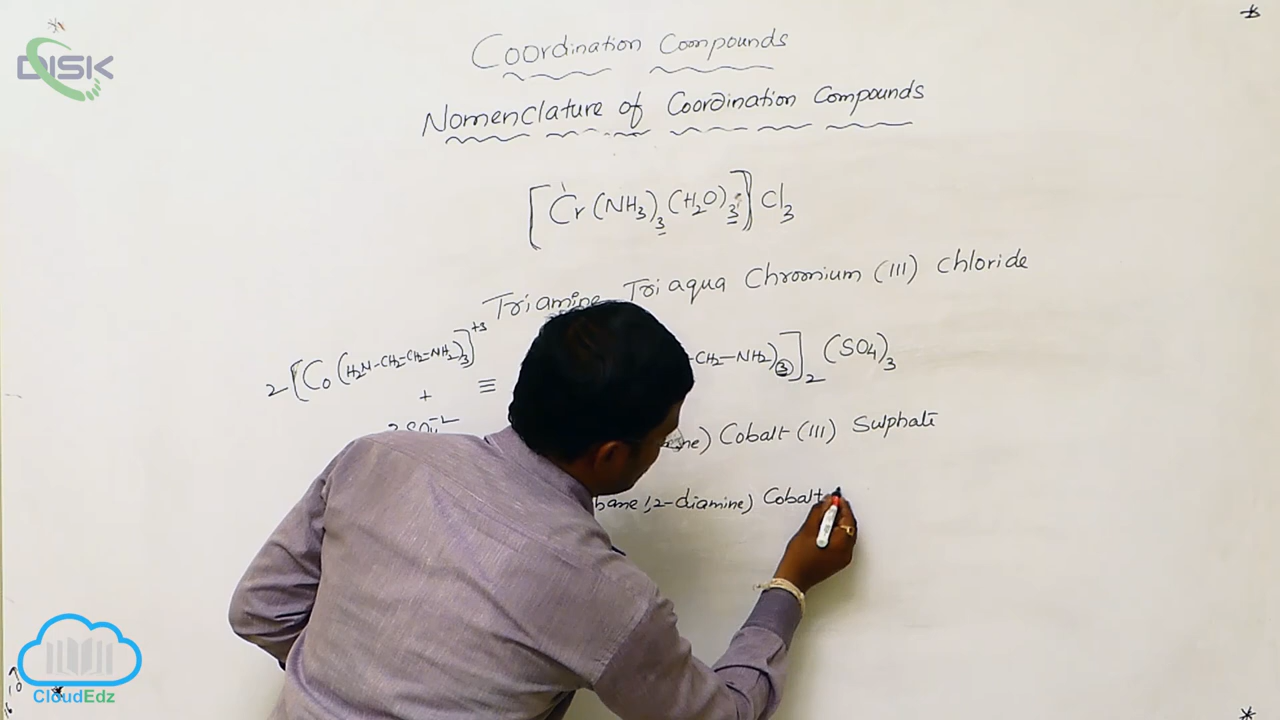 DISK
Coordination Compounds
Nomenclature of Coordination Compounds
[Cr(NH3)3(H2O)3]Cl3
Triamine Triaqua Chromium (III) Chloride
2[Co(H2N-CH2-CH2-NH2)3]+3 ≡ -CH2-NH2)3]2 (SO4)3
+
Cobalt (III) Sulphate
1,2-diamine) Cobalt
CloudEdz